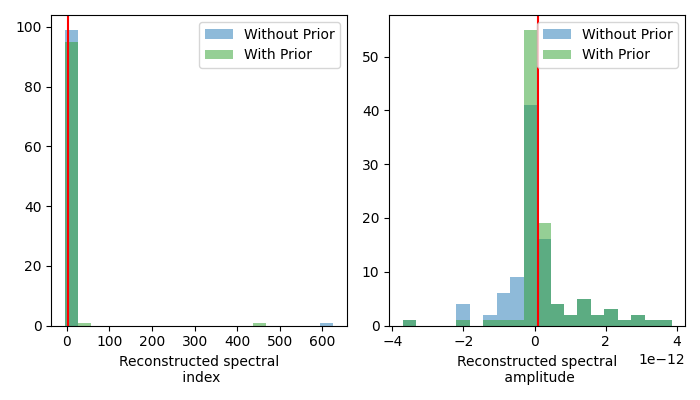 Without Prior
With Prior
100
80
60
40
20
0
0 100 200 300 400 500 600
Reconstructed spectral
index
Without Prior
With Prior
50
40
30
20
10
0
−4 −2 0 2 4
1e−12
Reconstructed spectral
amplitude